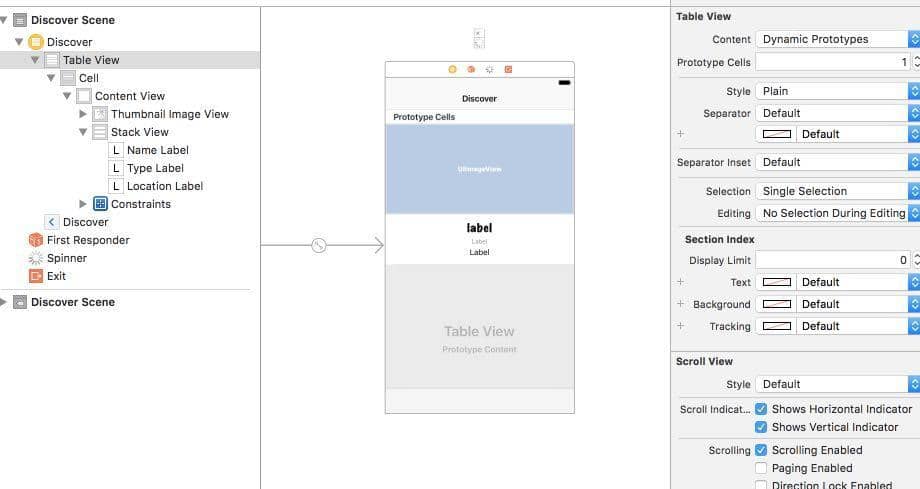 Discover Scene
Discover
Table View
Cell
Content View
Thumbnail Image View
Stack View
L Name Label
L Type Label
L Location Label
Constraints
Discover
First Responder
Spinner
Exit
Discover Scene
Discover
Prototype Cells
UIImageView
label
Label
Label
Table View
Prototype Content
Table View
Content Dynamic Prototypes
Prototype Cells 1
Style Plain
Separator Default
+ Default
Separator Inset Default
Selection Single Selection
Editing No Selection During Editing
Section Index
Display Limit 0
+ Text Default
+ Background Default
+ Tracking Default
Scroll View
Style Default
Scroll Indicat... Shows Horizontal Indicator
Shows Vertical Indicator
Scrolling Scrolling Enabled
Paging Enabled
Direction Lock Enabled